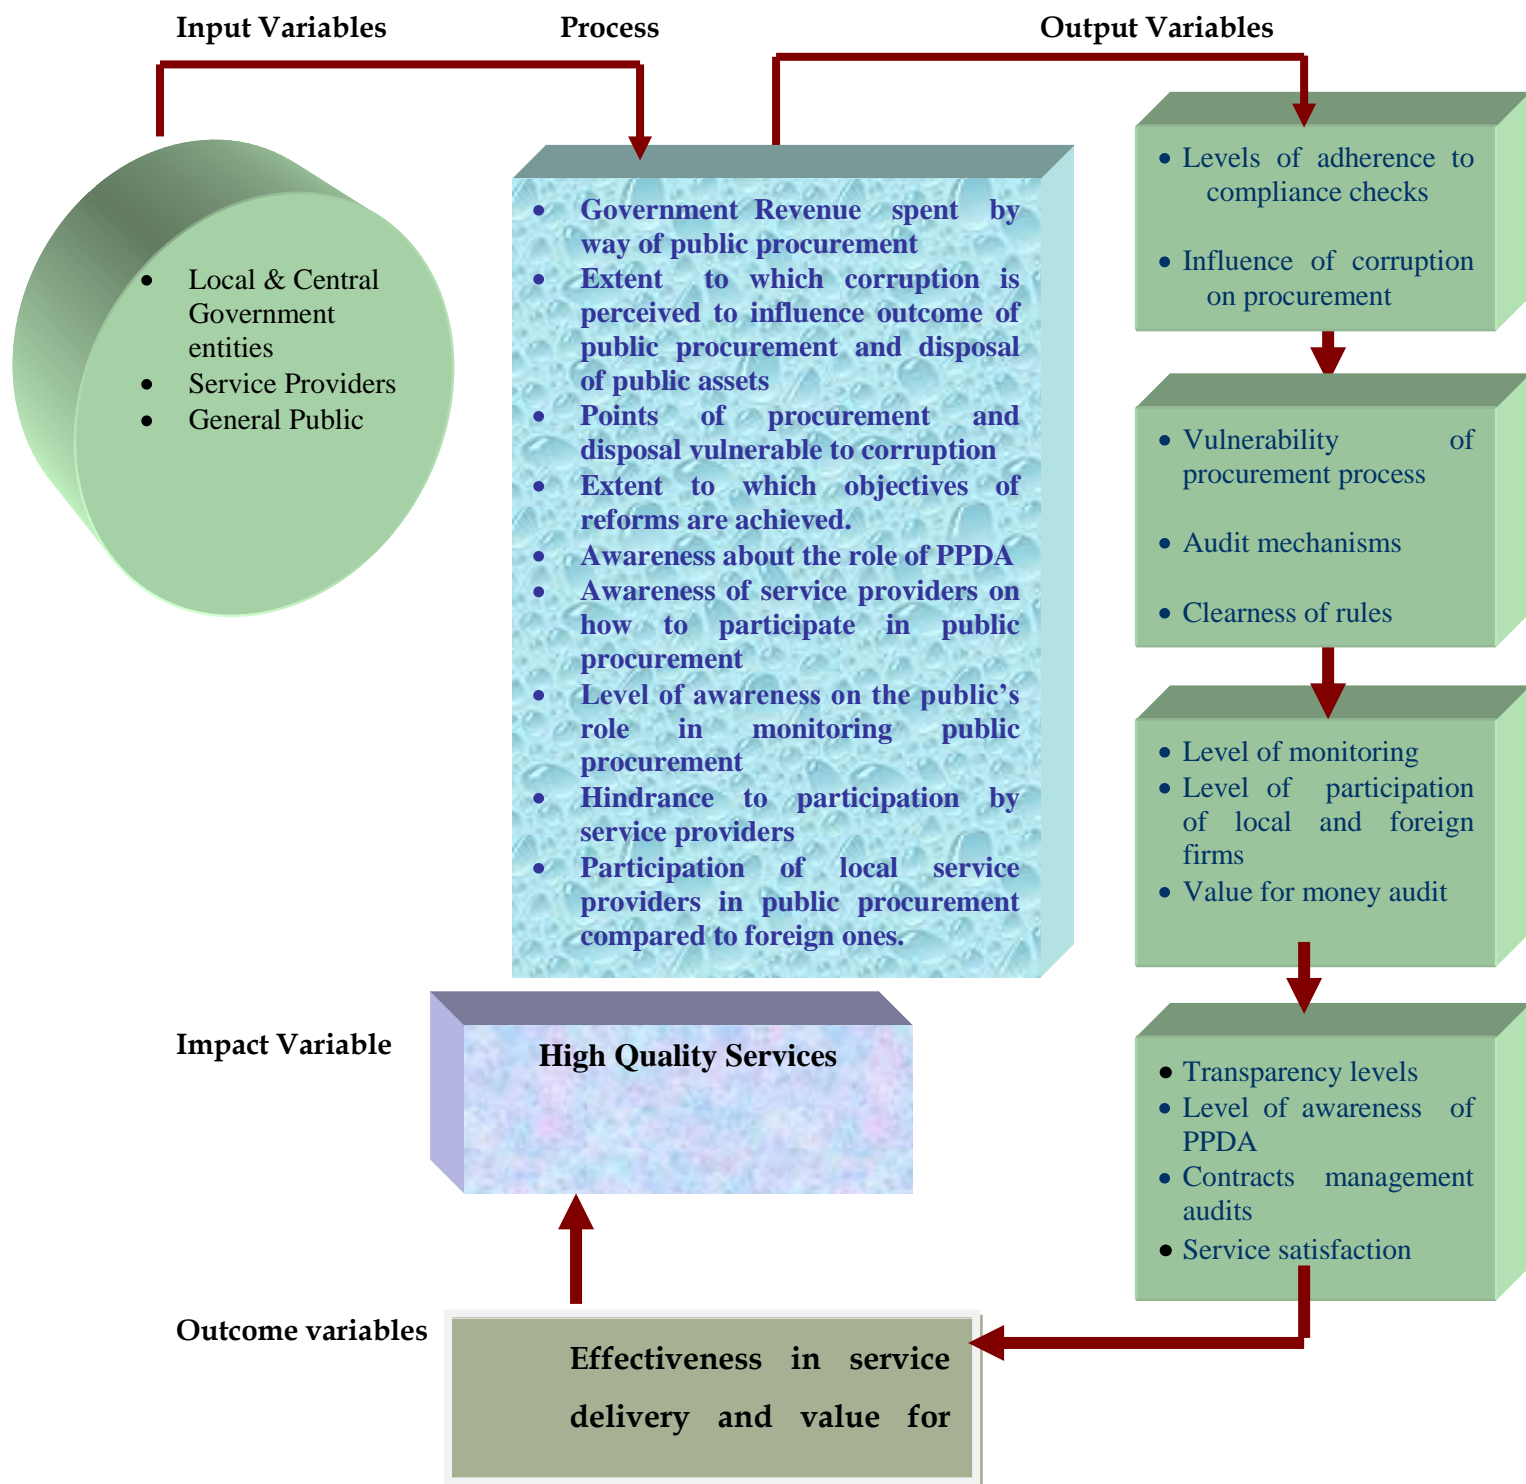 Input Variables
Process
Output Variables
• Local & Central
Government
entities
• Service Providers
• General Public
• Government Revenue spent by
way of public procurement
• Extent to which corruption is
perceived to influence outcome of
public procurement and disposal
of public assets
• Points of procurement and
disposal vulnerable to corruption
• Extent to which objectives of
reforms are achieved.
• Awareness about the role of PPDA
• Awareness of service providers on
how to participate in public
procurement
• Level of awareness on the public’s
role in monitoring public
procurement
• Hindrance to participation by
service providers
• Participation of local service
providers in public procurement
compared to foreign ones.
• Levels of adherence to
compliance checks
• Influence of corruption
on procurement
• Vulnerability of
procurement process
• Audit mechanisms
• Clearness of rules
• Level of monitoring
• Level of participation
of local and foreign
firms
• Value for money audit
• Transparency levels
• Level of awareness of
PPDA
• Contracts management
audits
• Service satisfaction
Impact Variable
High Quality Services
Outcome variables
Effectiveness in service
delivery and value for